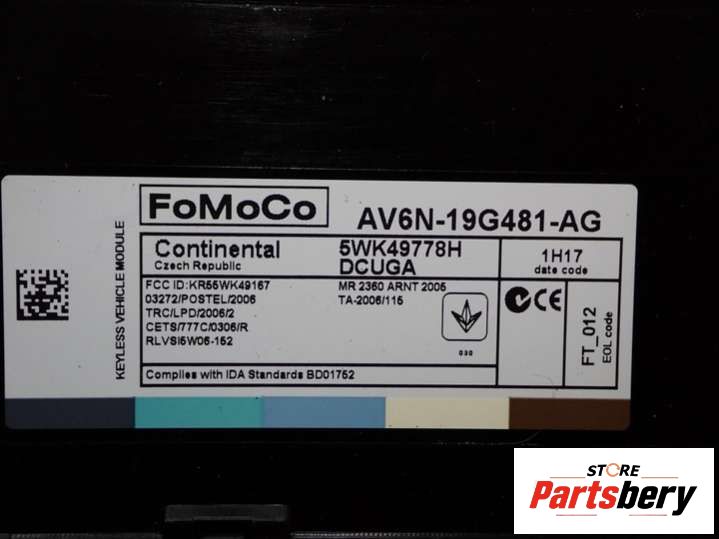 FoMoCo
AV6N-19G481-AG
KEYLESS VEHICLE MODULE
Continental
Czech Republic
5WK49778H
DCUGA
1H17
date code
FCC ID:KR55WK49167
03272/POSTEL/2006
TRC/LPD/2006/2
CETS/777C/0306/R
RLVSI5W06-152
MR 2360 ARNT 2005
TA-2006/115
030
CE
FT_012
EOL code
Complies with IDA Standards BD01752
STORE
Partsbery